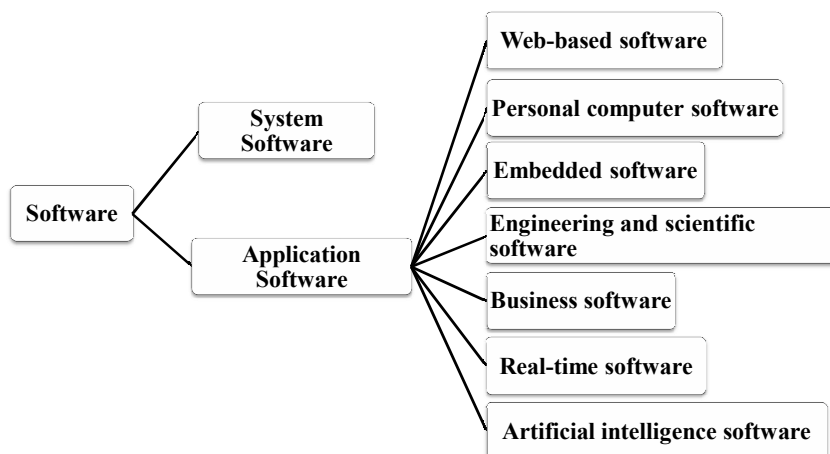 Software
System
Software
Application
Software
Web-based software
Personal computer software
Embedded software
Engineering and scientific
software
Business software
Real-time software
Artificial intelligence software